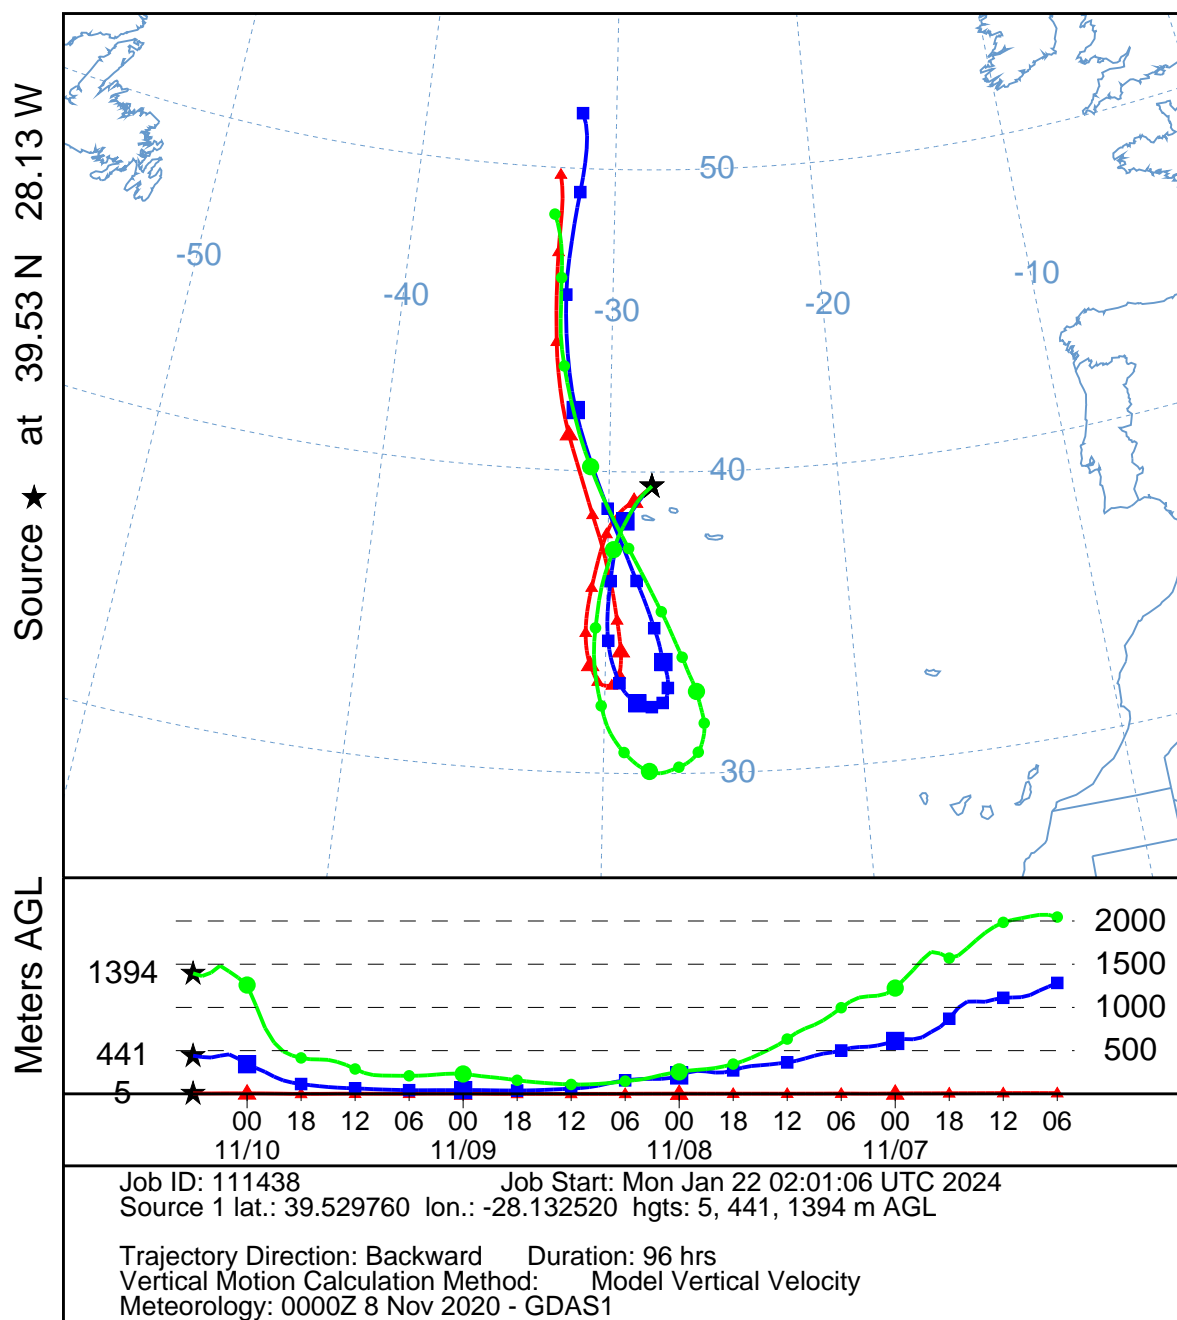 Source ★ at 39.53 N 28.13 W
50
-50
-10
-40
-30
-20
40
30
Meters AGL
2000
1394
1500
1000
441
500
5
00 18 12 06 00 18 12 06 00 18 12 06 00 18 12 06
11/10 11/09 11/08 11/07
Job ID: 111438 Job Start: Mon Jan 22 02:01:06 UTC 2024
Source 1 lat.: 39.529760 lon.: -28.132520 hgts: 5, 441, 1394 m AGL
Trajectory Direction: Backward Duration: 96 hrs
Vertical Motion Calculation Method: Model Vertical Velocity
Meteorology: 0000Z 8 Nov 2020 - GDAS1